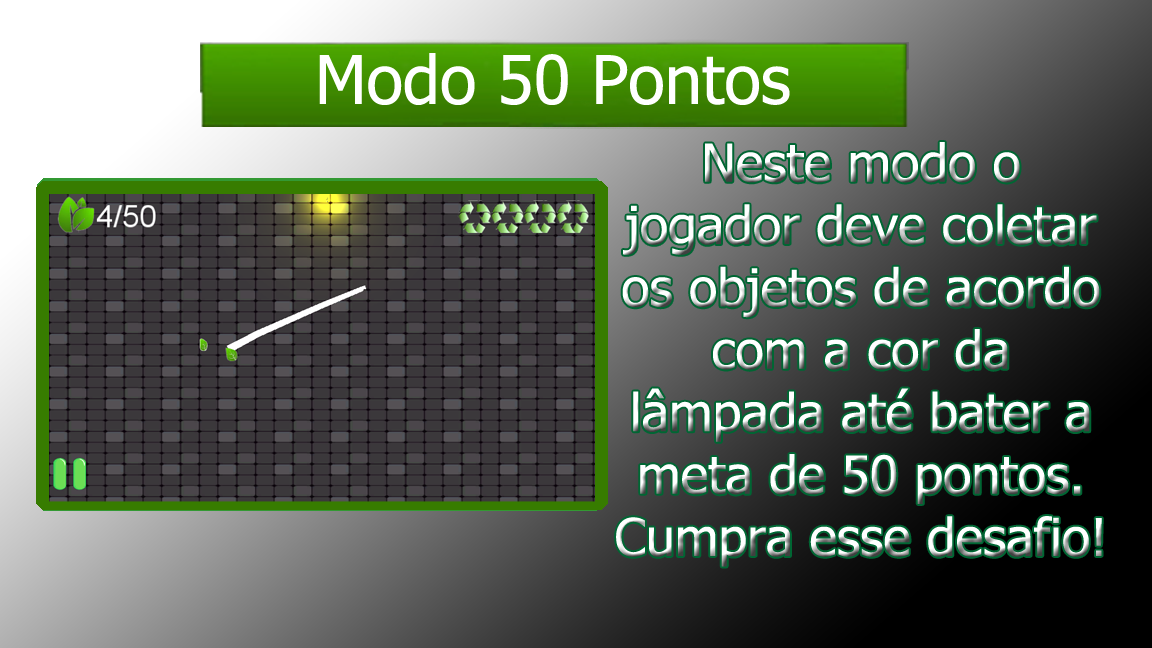 Modo 50 Pontos
4/50
Neste modo o
jogador deve coletar
os objetos de acordo
com a cor da
lâmpada até bater a
meta de 50 pontos.
Cumpra esse desafio!